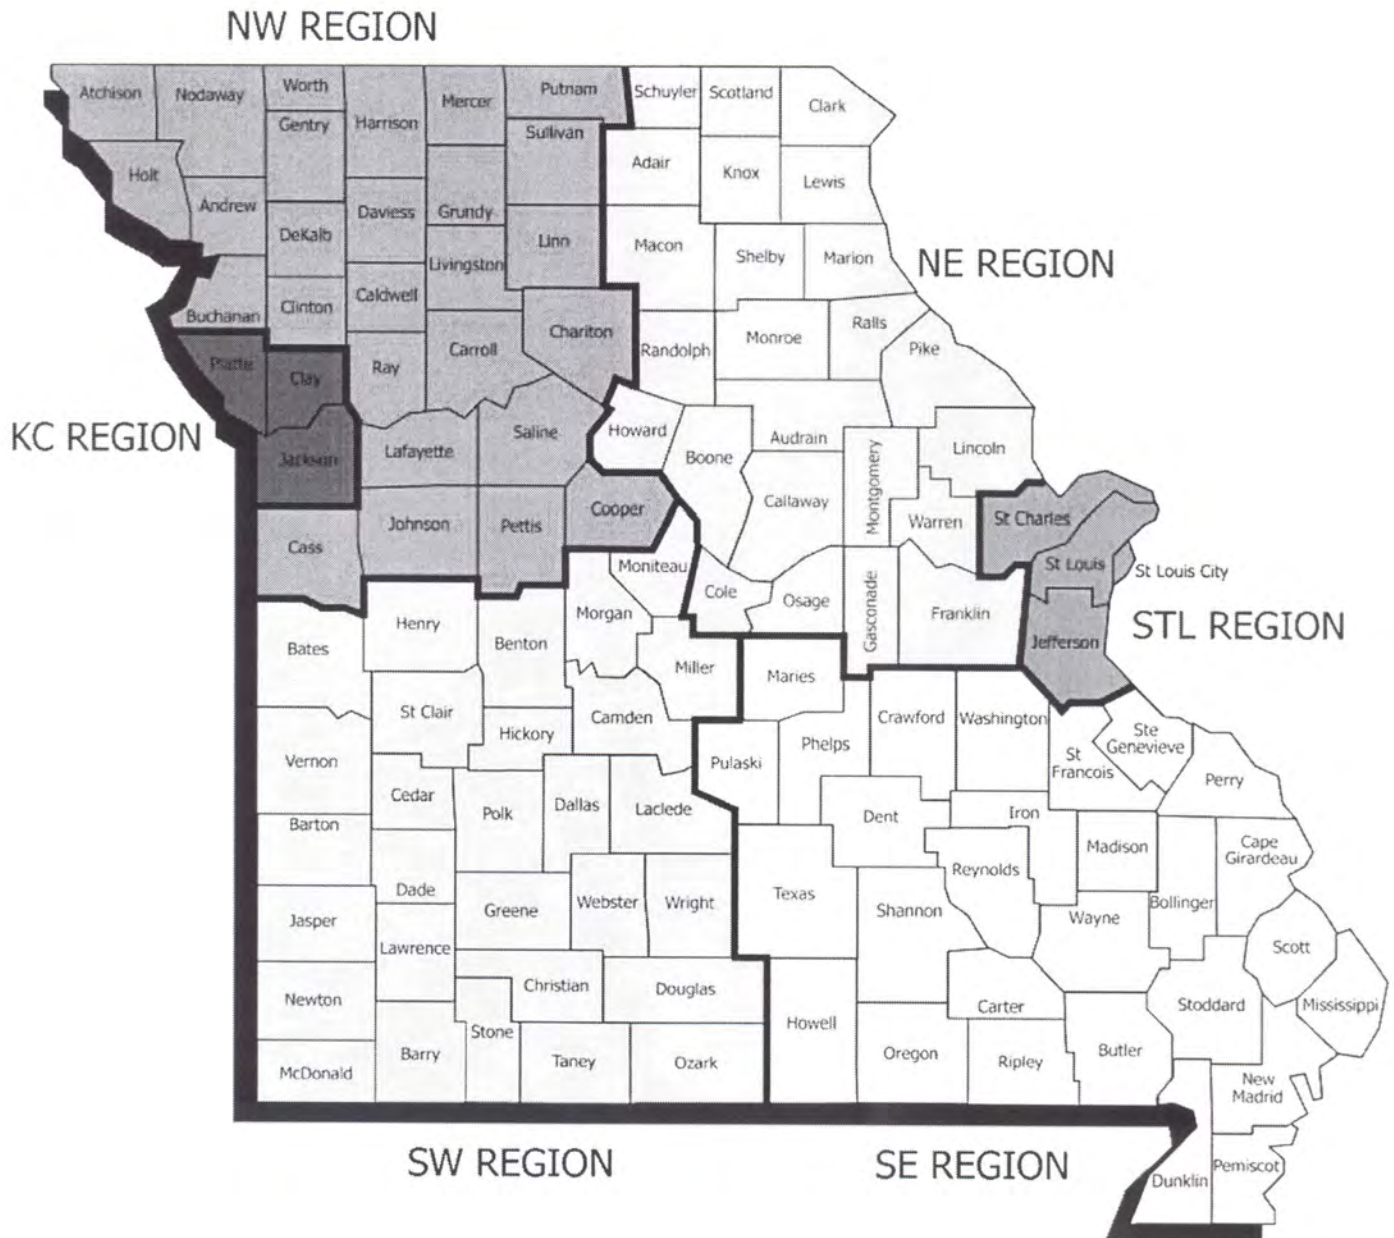 NW REGION
Atchison
Nodaway
Worth
Gentry
Harrison
Mercer
Putnam
Sullivan
Schuyler
Scotland
Clark
Holt
Andrew
DeKalb
Daviess
Grundy
Linn
Adair
Knox
Lewis
Macon
Shelby
Marion
NE REGION
Buchanan
Clinton
Caldwell
Livingston
Chariton
Carroll
Ray
Randolph
Monroe
Ralls
Pike
Platte
Clay
KC REGION
Jackson
Lafayette
Saline
Howard
Boone
Audrain
Callaway
Montgomery
Lincoln
Warren
St Charles
Cass
Johnson
Pettis
Cooper
Moniteau
Cole
Osage
Gasconade
Franklin
St Louis
St Louis City
STL REGION
Jefferson
Bates
Henry
Benton
Morgan
Miller
Maries
St Clair
Hickory
Camden
Pulaski
Phelps
Crawford
Washington
St
Francois
Ste
Genevieve
Perry
Vernon
Cedar
Polk
Dallas
Laclede
Dent
Iron
Madison
Cape
Girardeau
Barton
Dade
Greene
Webster
Wright
Texas
Shannon
Reynolds
Wayne
Bollinger
Jasper
Lawrence
Scott
Newton
Christian
Douglas
Howell
Carter
Stoddard
Mississippi
McDonald
Barry
Stone
Taney
Ozark
Oregon
Ripley
Butler
New
Madrid
Dunklin
Pemiscot
SW REGION
SE REGION